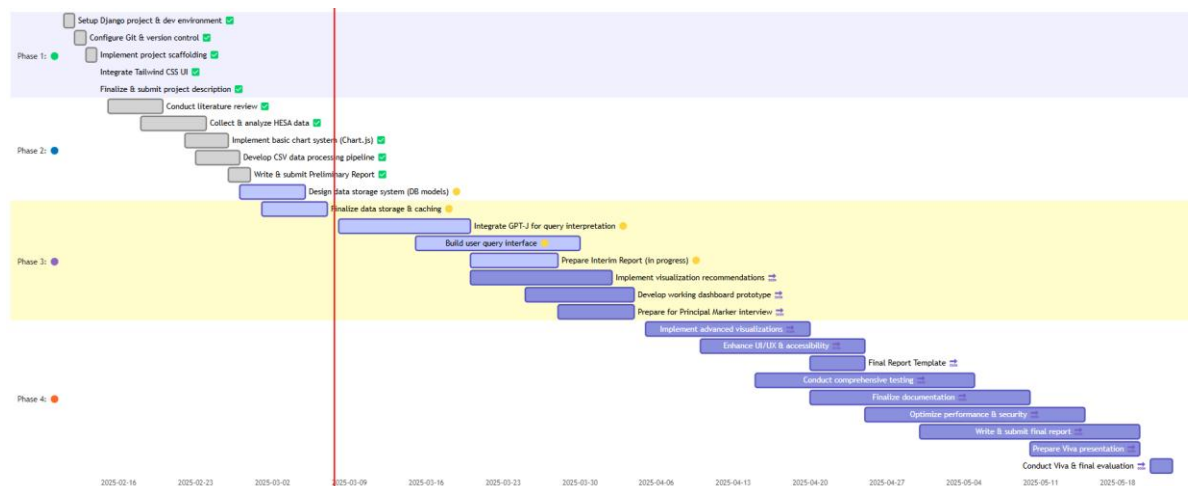 Setup Django project & dev environment ✅
Configure Git & version control ✅
Phase 1: 🟢
Implement project scaffolding ✅
Integrate Tailwind CSS UI ✅
Finalize & submit project description ✅
Conduct literature review ✅
Collect & analyze HESA data ✅
Implement basic chart system (Chart.js) ✅
Phase 2: 🔵
Develop CSV data processing pipeline ✅
Write & submit Preliminary Report ✅
Design data storage system (DB models) 🟡
Finalize data storage & caching 🟡
Integrate GPT-J for query interpretation 🟡
Build user query interface 🟡
Phase 3: 🟣
Prepare Interim Report (in progress) 🟡
Implement visualization recommendations
Develop working dashboard prototype
Prepare for Principal Marker interview
Implement advanced visualizations
Enhance UI/UX & accessibility
Final Report Template
Conduct comprehensive testing
Phase 4: 🟠
Finalize documentation
Optimize performance & security
Write & submit final report
Prepare Viva presentation
Conduct Viva & final evaluation
2025-02-16 2025-02-23 2025-03-02 2025-03-09 2025-03-16 2025-03-23 2025-03-30 2025-04-06 2025-04-13 2025-04-20 2025-04-27 2025-05-04 2025-05-11 2025-05-18